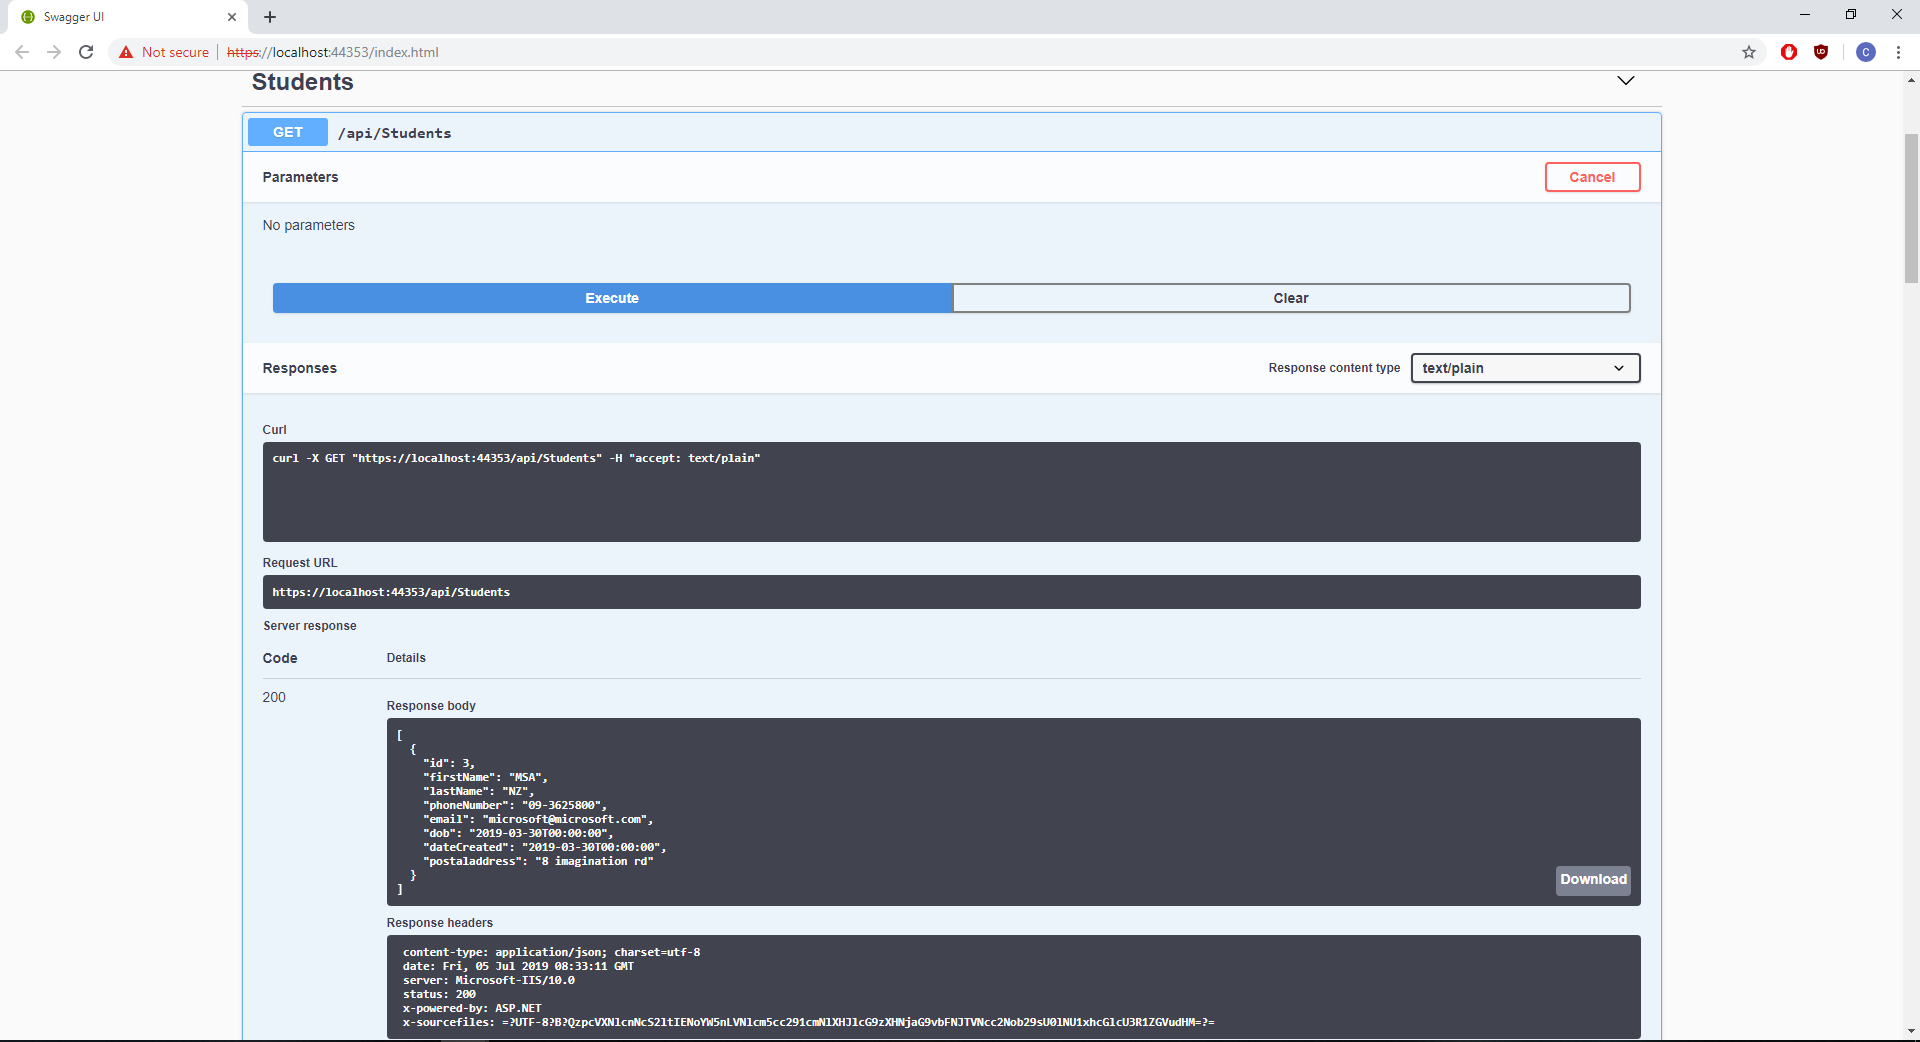 Swagger UI
Not secure
https://localhost:44353/index.html
C
Students
GET /api/Students
Parameters
Cancel
No parameters
Execute
Clear
Responses
Response content type
text/plain
Curl
curl -X GET "https://localhost:44353/api/Students" -H "accept: text/plain"
Request URL
https://localhost:44353/api/Students
Server response
Code
Details
200
Response body
[
{
"id": 3,
"firstName": "MSA",
"lastName": "NZ",
"phoneNumber": "09-3625800",
"email": "microsoft@microsoft.com",
"dob": "2019-03-30T00:00:00",
"dateCreated": "2019-03-30T00:00:00",
"postaladdress": "8 imagination rd"
}
]
Download
Response headers
content-type: application/json; charset=utf-8
date: Fri, 05 Jul 2019 08:33:11 GMT
server: Microsoft-IIS/10.0
status: 200
x-powered-by: ASP.NET
x-sourcefiles: